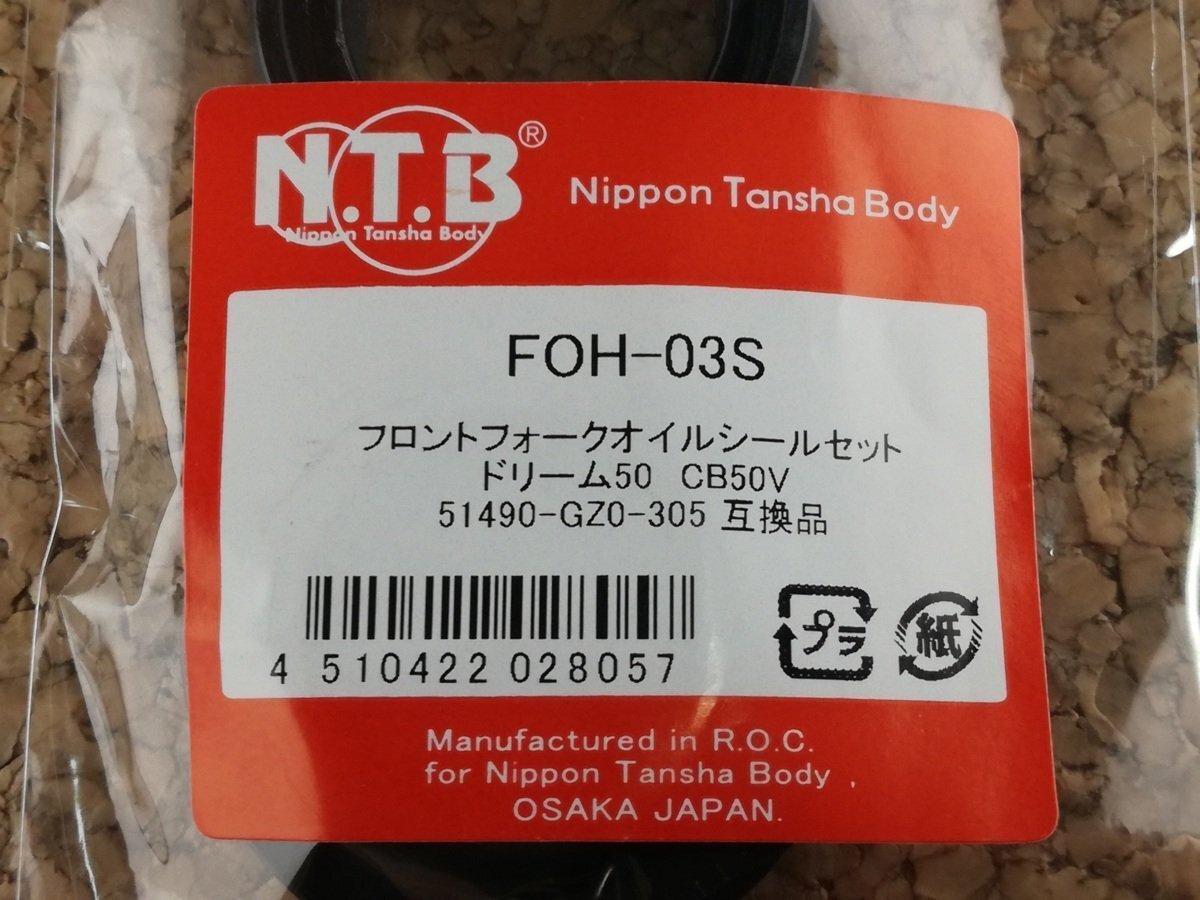 N.T.B®
Nippon Tansha Body
Nippon Tansha Body
FOH-03S
フロントフォークオイルシールセット
ドリーム50 CB50V
51490-GZ0-305 互換品
4 510422 028057
プラ
紙
Manufactured in R.O.C.
for Nippon Tansha Body ,
OSAKA JAPAN.